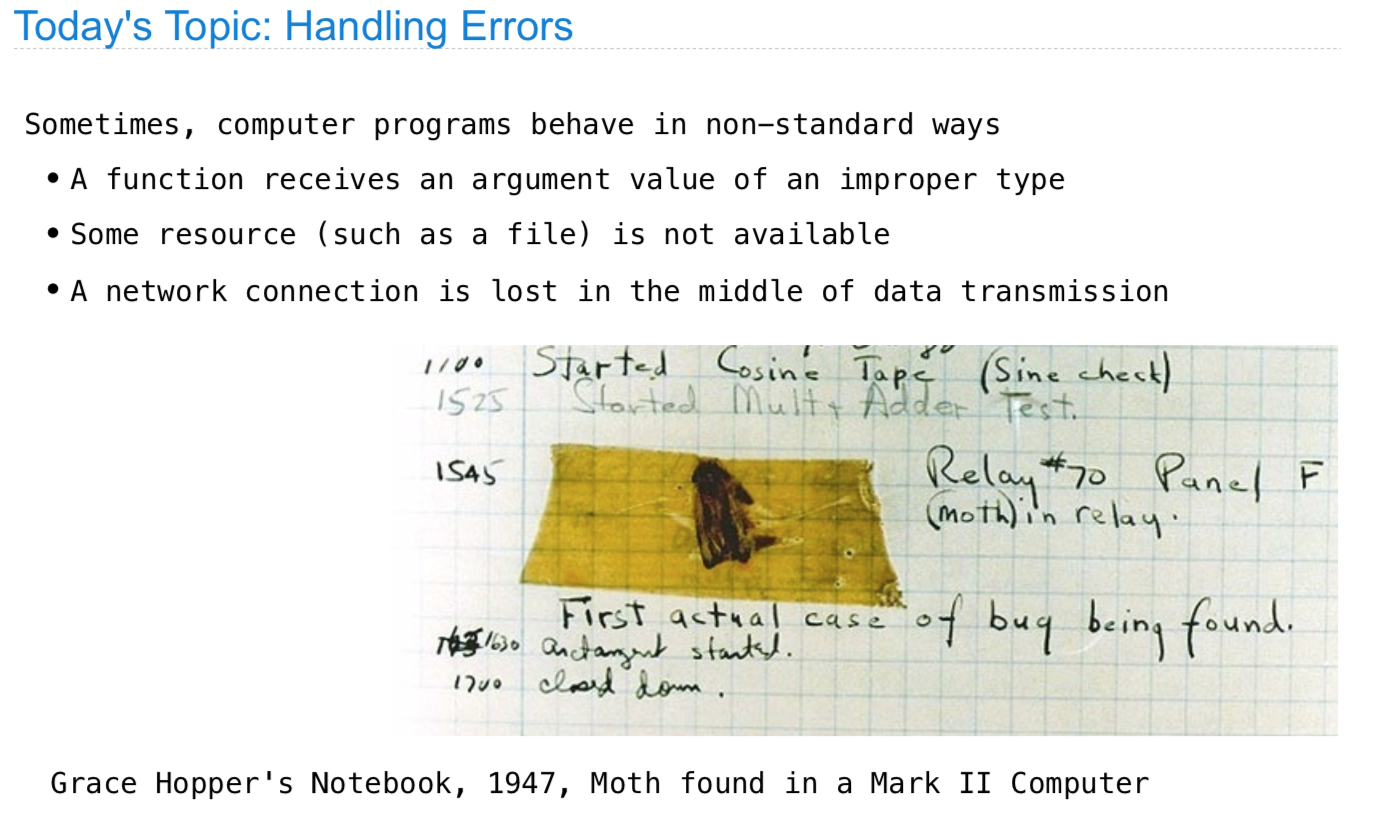 Today's Topic: Handling Errors
Sometimes, computer programs behave in non-standard ways
• A function receives an argument value of an improper type
• Some resource (such as a file) is not available
• A network connection is lost in the middle of data transmission
1100 Started Cosine Tape (Sine check)
1525 Started Mult + Adder Test.
1545 Relay #70 Panel F
(moth) in relay.
First actual case of bug being found.
1630 antangent started.
1700 closed down.
Grace Hopper's Notebook, 1947, Moth found in a Mark II Computer